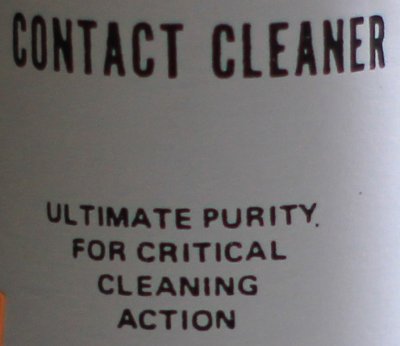 CONTACT CLEANER
ULTIMATE PURITY.
FOR CRITICAL
CLEANING
ACTION